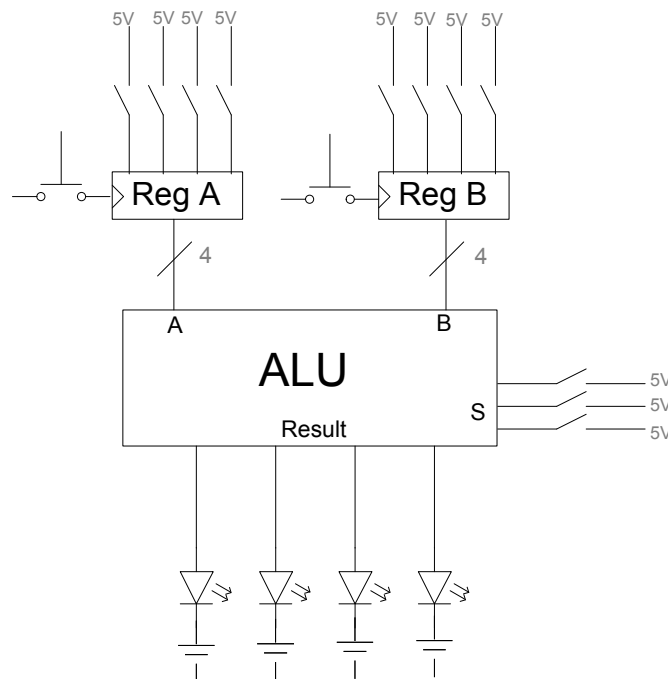 5V 5V 5V 5V 5V 5V 5V 5V
Reg A Reg B
4 4
A B
ALU
5V
S 5V
Result 5V